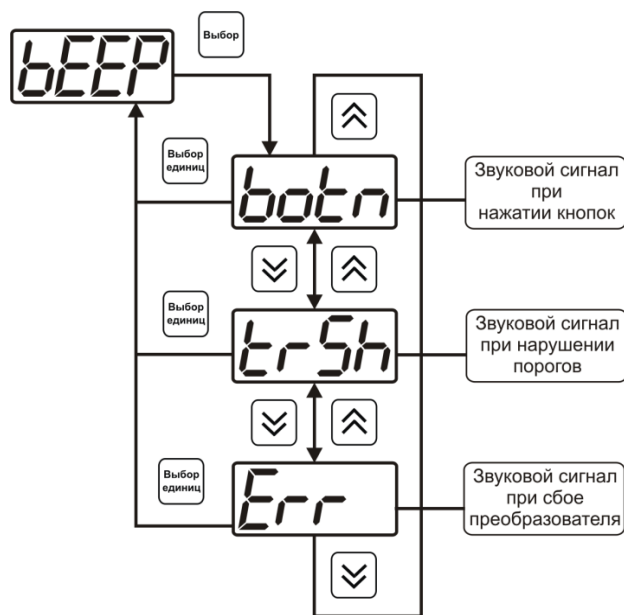 bEEP
Выбор
Выбор
единиц
botn
Звуковой сигнал
при
нажатии кнопок
Выбор
единиц
trSh
Звуковой сигнал
при нарушении
порогов
Выбор
единиц
Err
Звуковой сигнал
при сбое
преобразователя